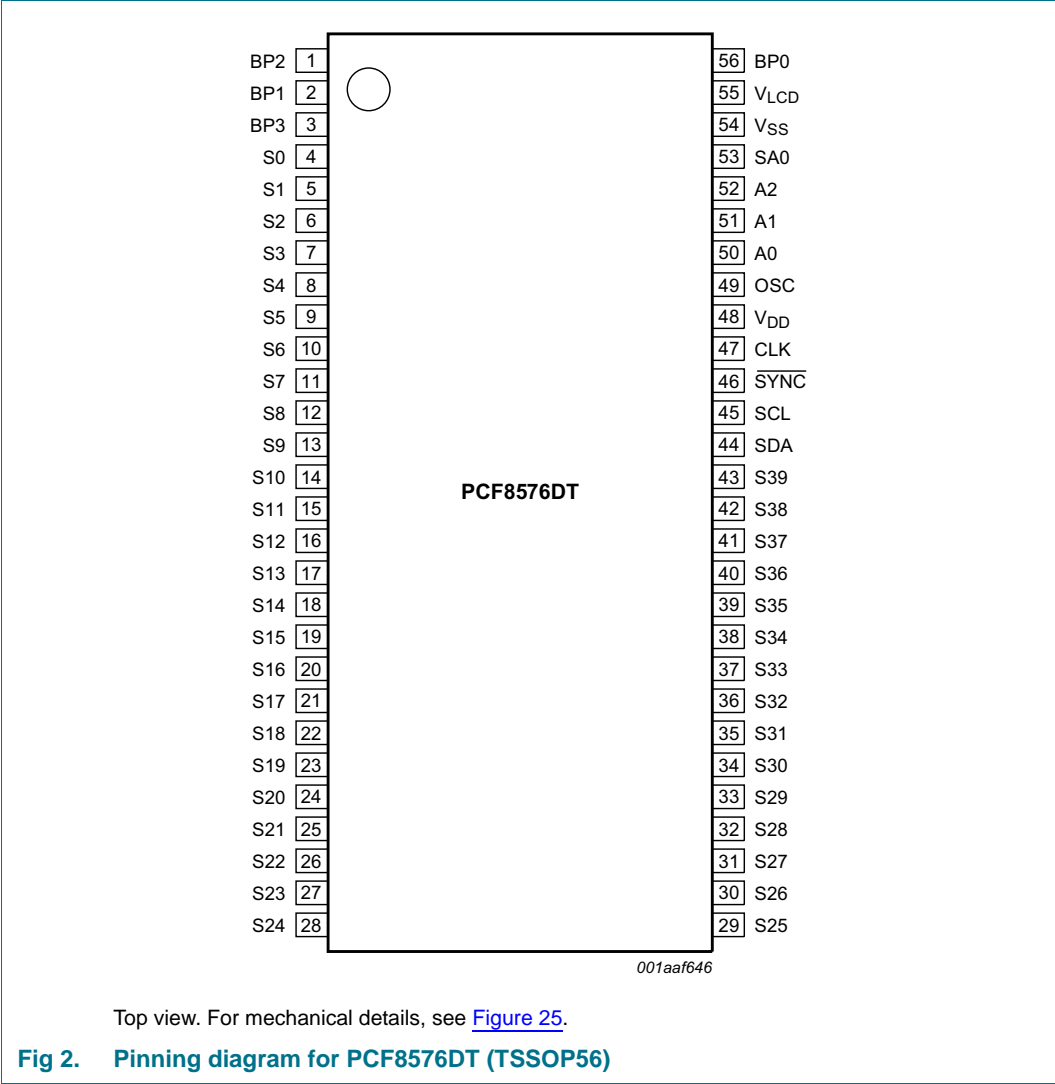 BP2 1 56 BP0
BP1 2 55 VLCD
BP3 3 54 VSS
S0 4 53 SA0
S1 5 52 A2
S2 6 51 A1
S3 7 50 A0
S4 8 49 OSC
S5 9 48 VDD
S6 10 47 CLK
S7 11 46 SYNC
S8 12 45 SCL
S9 13 44 SDA
S10 14 43 S39
PCF8576DT
S11 15 42 S38
S12 16 41 S37
S13 17 40 S36
S14 18 39 S35
S15 19 38 S34
S16 20 37 S33
S17 21 36 S32
S18 22 35 S31
S19 23 34 S30
S20 24 33 S29
S21 25 32 S28
S22 26 31 S27
S23 27 30 S26
S24 28 29 S25
001aaf646
Top view. For mechanical details, see Figure 25.
Fig 2. Pinning diagram for PCF8576DT (TSSOP56)